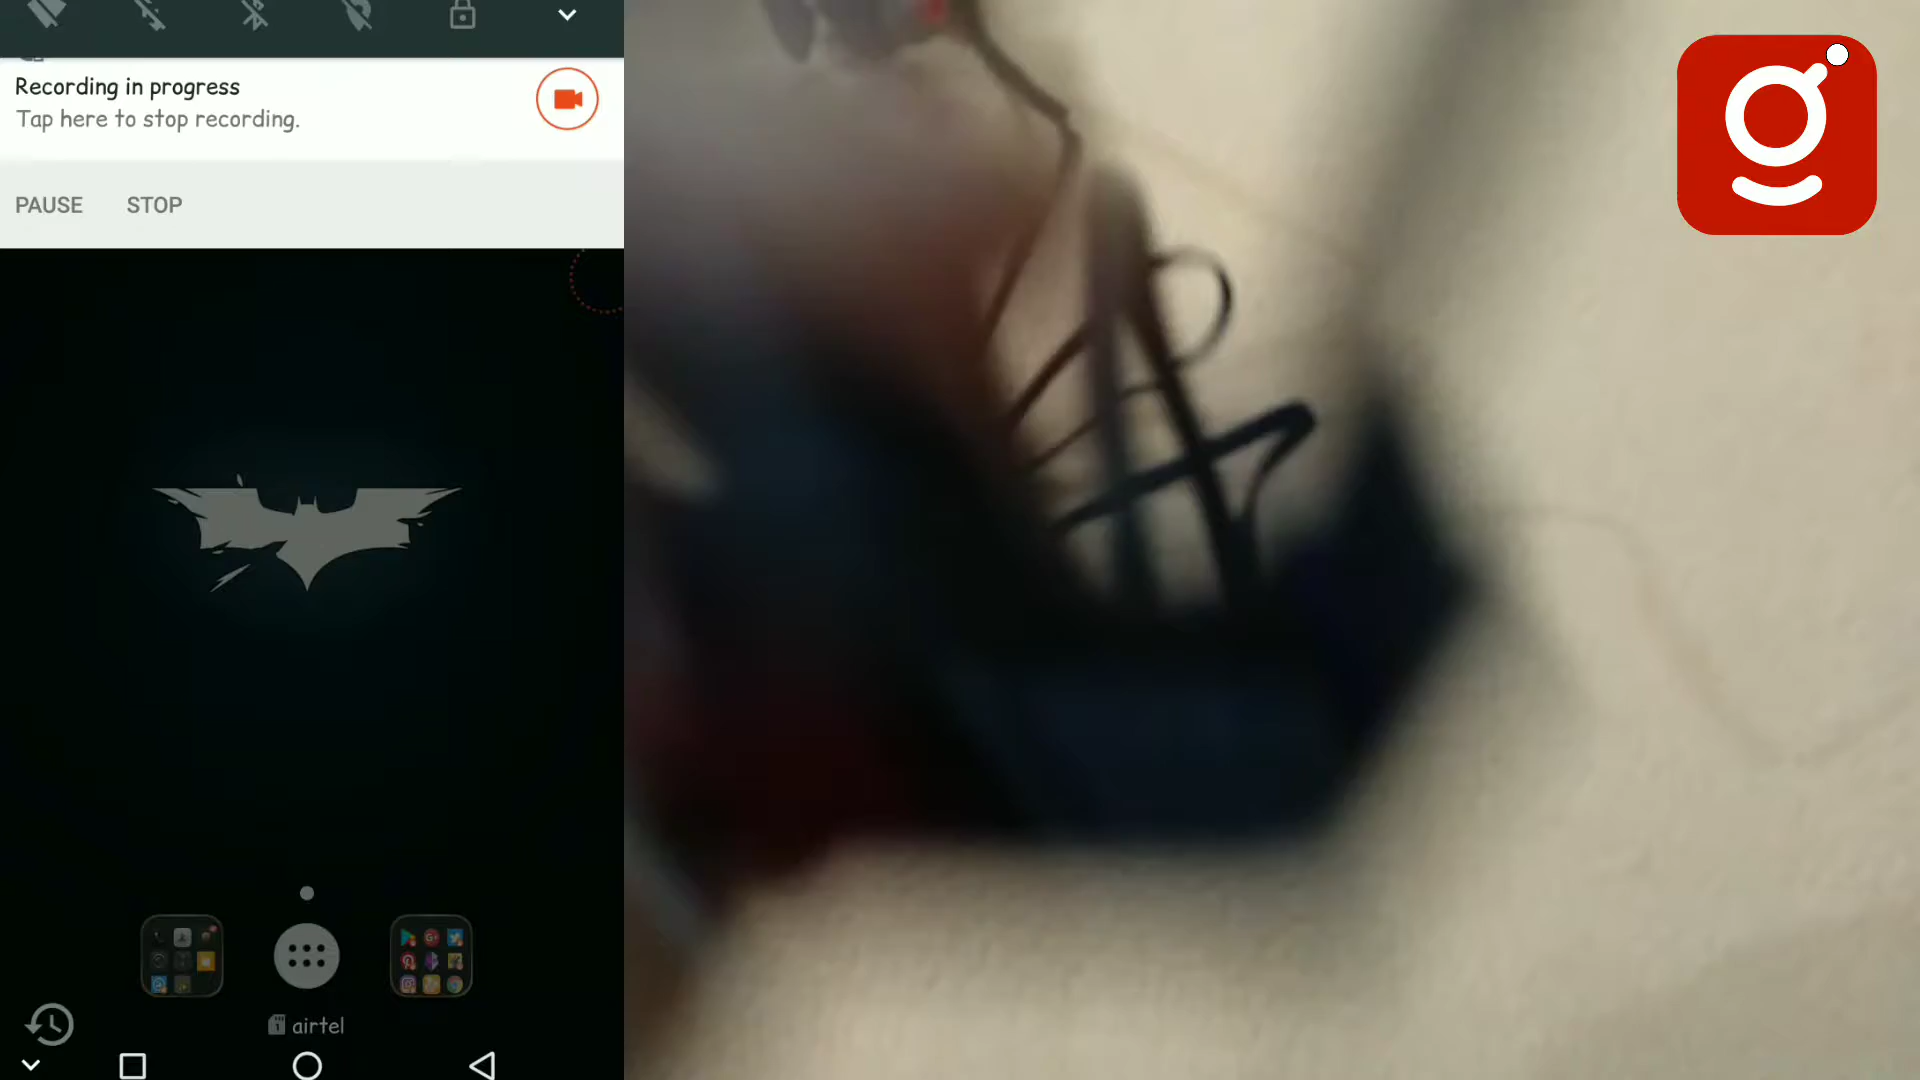 Recording in progress
Tap here to stop recording.
PAUSE STOP
airtel